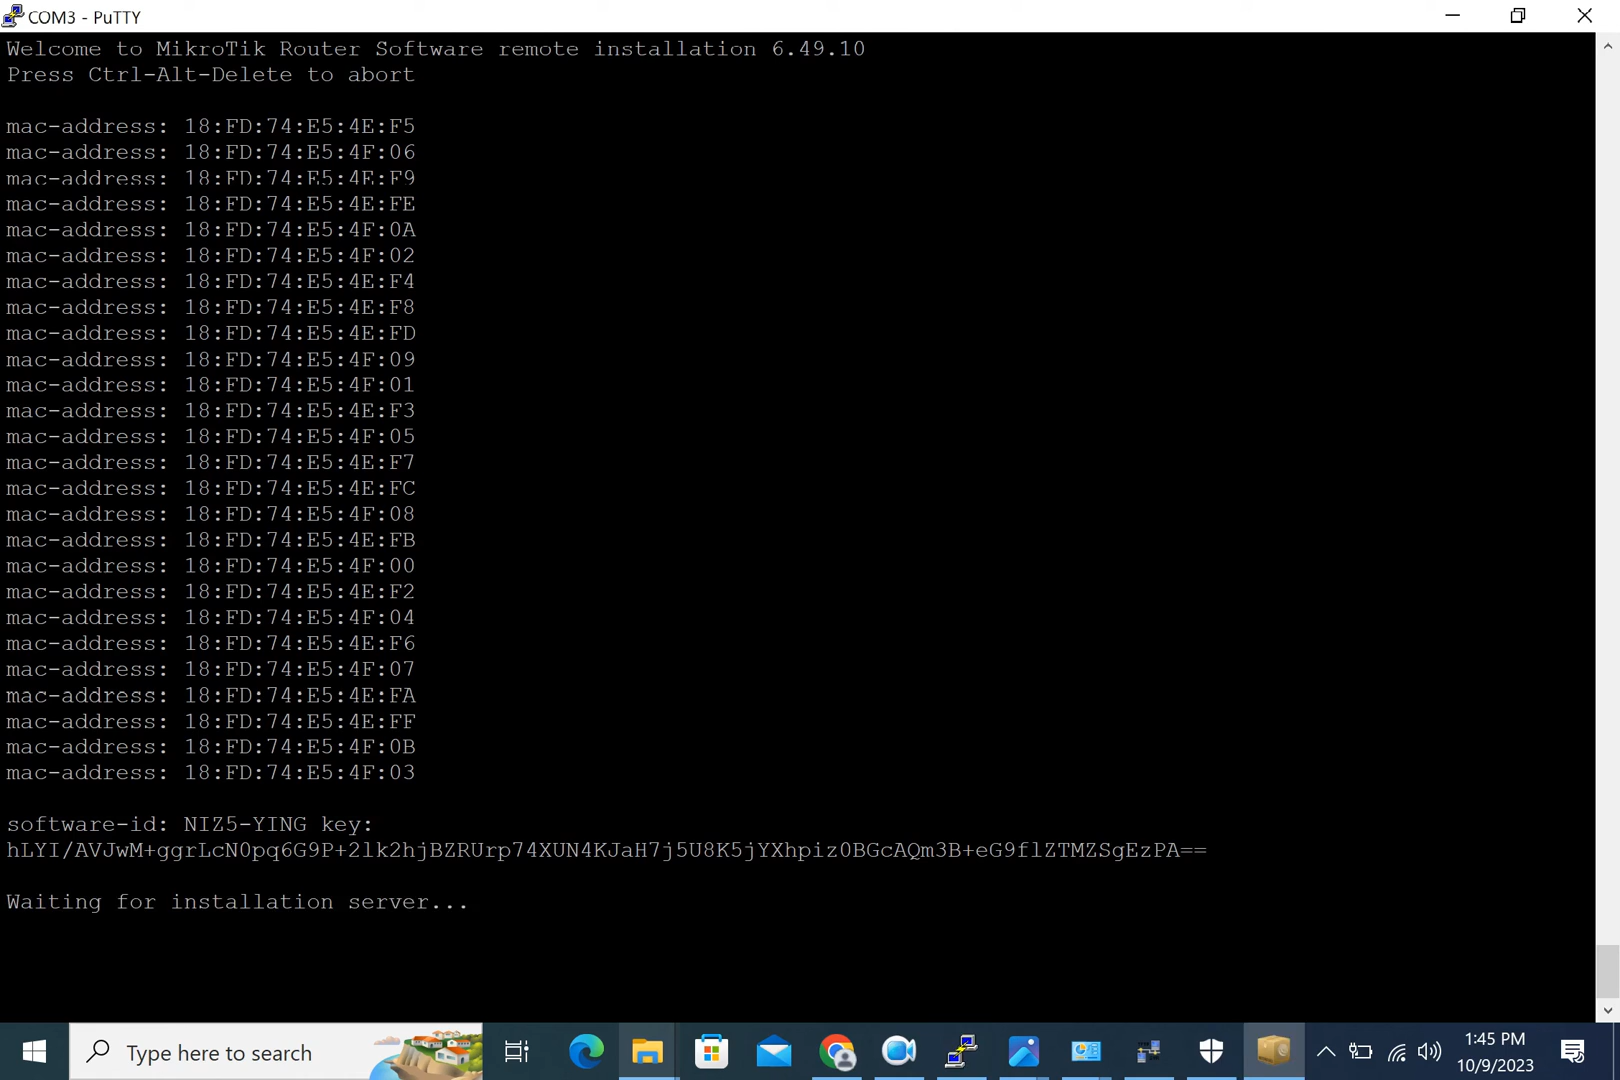 COM3 - PuTTY
Welcome to MikroTik Router Software remote installation 6.49.10
Press Ctrl-Alt-Delete to abort
mac-address: 18:FD:74:E5:4E:F5
mac-address: 18:FD:74:E5:4F:06
mac-address: 18:FD:74:E5:4E:F9
mac-address: 18:FD:74:E5:4E:FE
mac-address: 18:FD:74:E5:4F:0A
mac-address: 18:FD:74:E5:4F:02
mac-address: 18:FD:74:E5:4E:F4
mac-address: 18:FD:74:E5:4E:F8
mac-address: 18:FD:74:E5:4E:FD
mac-address: 18:FD:74:E5:4F:09
mac-address: 18:FD:74:E5:4F:01
mac-address: 18:FD:74:E5:4E:F3
mac-address: 18:FD:74:E5:4F:05
mac-address: 18:FD:74:E5:4E:F7
mac-address: 18:FD:74:E5:4E:FC
mac-address: 18:FD:74:E5:4F:08
mac-address: 18:FD:74:E5:4E:FB
mac-address: 18:FD:74:E5:4F:00
mac-address: 18:FD:74:E5:4E:F2
mac-address: 18:FD:74:E5:4F:04
mac-address: 18:FD:74:E5:4E:F6
mac-address: 18:FD:74:E5:4F:07
mac-address: 18:FD:74:E5:4E:FA
mac-address: 18:FD:74:E5:4E:FF
mac-address: 18:FD:74:E5:4F:0B
mac-address: 18:FD:74:E5:4F:03
software-id: NIZ5-YING key:
hLYI/AVJwM+ggrLcN0pq6G9P+2lk2hjBZRUrp74XUN4KJaH7j5U8K5jYXhpiz0BGcAQm3B+eG9flZTMZSgEzPA==
Waiting for installation server...
Type here to search
1:45 PM
10/9/2023